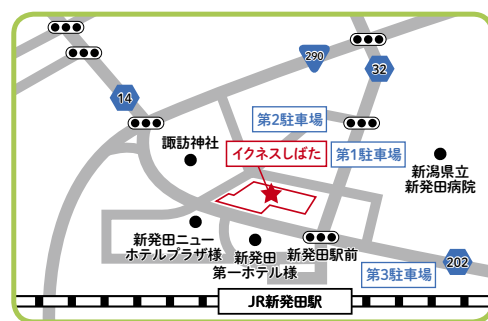 290
32
14
第2駐車場
諏訪神社
イクネスしばた
第1駐車場
新潟県立
新発田病院
新発田ニュー
ホテルプラザ様
新発田
第一ホテル様
新発田駅前
202
第3駐車場
JR新発田駅